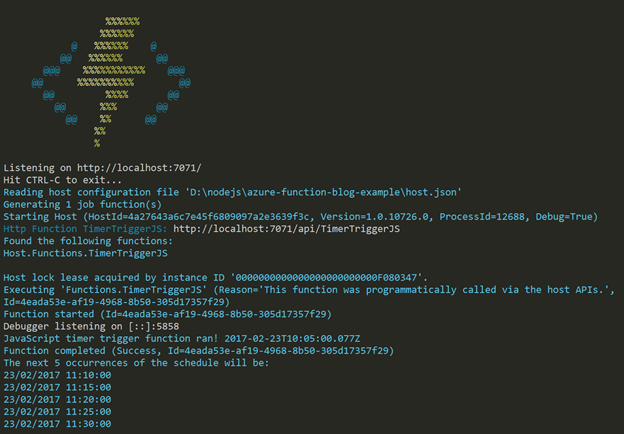 %%%%%%
%%%%%%
@ %%%%%% @
@@ %%%%%% @@
@@@ %%%%%%%%%%% @@@
@@ %%%%%%%%%% @@
@@ %%%% @@
@@ %%% @@
@@ %% @@
%%
%
Listening on http://localhost:7071/
Hit CTRL-C to exit...
Reading host configuration file 'D:\nodejs\azure-function-blog-example\host.json'
Generating 1 job function(s)
Starting Host (HostId=4a27643a6c7e45f6809097a2e3639f3c, Version=1.0.10726.0, ProcessId=12688, Debug=True)
Http Function TimerTriggerJS: http://localhost:7071/api/TimerTriggerJS
Found the following functions:
Host.Functions.TimerTriggerJS
Host lock lease acquired by instance ID '000000000000000000000000F080347'.
Executing 'Functions.TimerTriggerJS' (Reason='This function was programmatically called via the host APIs.',
Id=4eada53e-af19-4968-8b50-305d17357f29)
Function started (Id=4eada53e-af19-4968-8b50-305d17357f29)
Debugger listening on [::]:5858
JavaScript timer trigger function ran! 2017-02-23T10:05:00.077Z
Function completed (Success, Id=4eada53e-af19-4968-8b50-305d17357f29)
The next 5 occurrences of the schedule will be:
23/02/2017 11:10:00
23/02/2017 11:15:00
23/02/2017 11:20:00
23/02/2017 11:25:00
23/02/2017 11:30:00